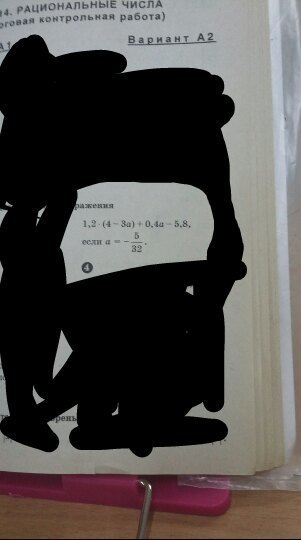 4. РАЦИОНАЛЬНЫЕ ЧИСЛА
контрольная работа)
Вариант А2
ражения
1,2 · (4 – 3a) + 0,4a – 5,8,
если a = –5/32.
4